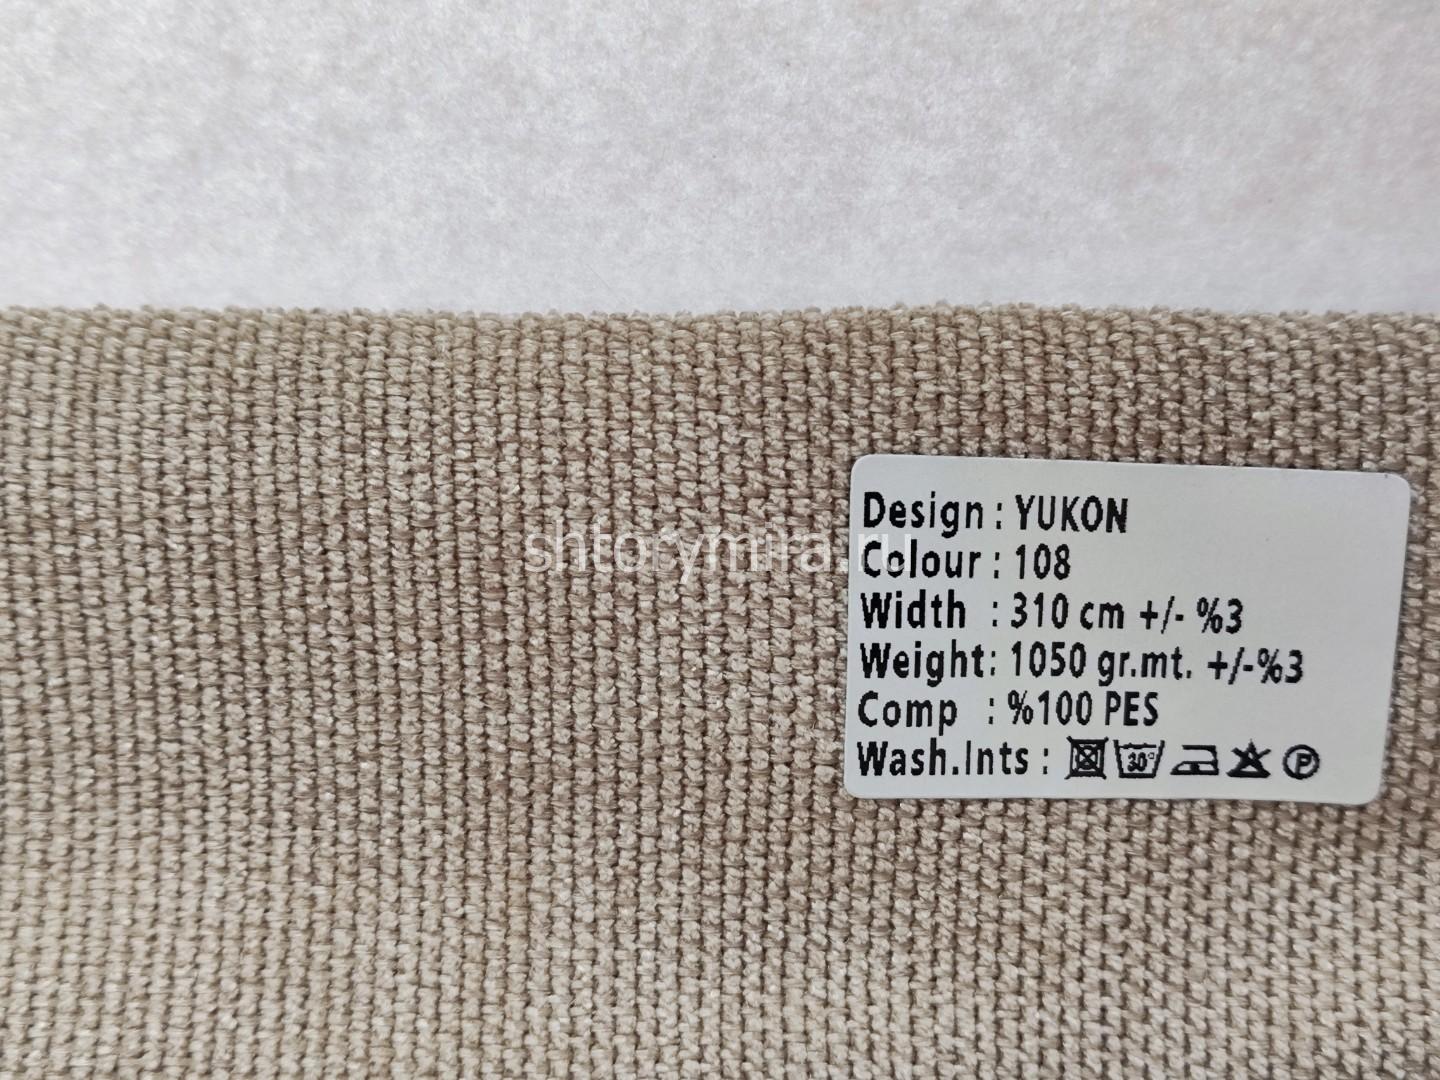 Design : YUKON
shtorymira.ru
Colour : 108
Width : 310 cm +/- %3
Weight : 1050 gr.mt. +/-%3
Comp : %100 PES
Wash.Ints :
30°
P